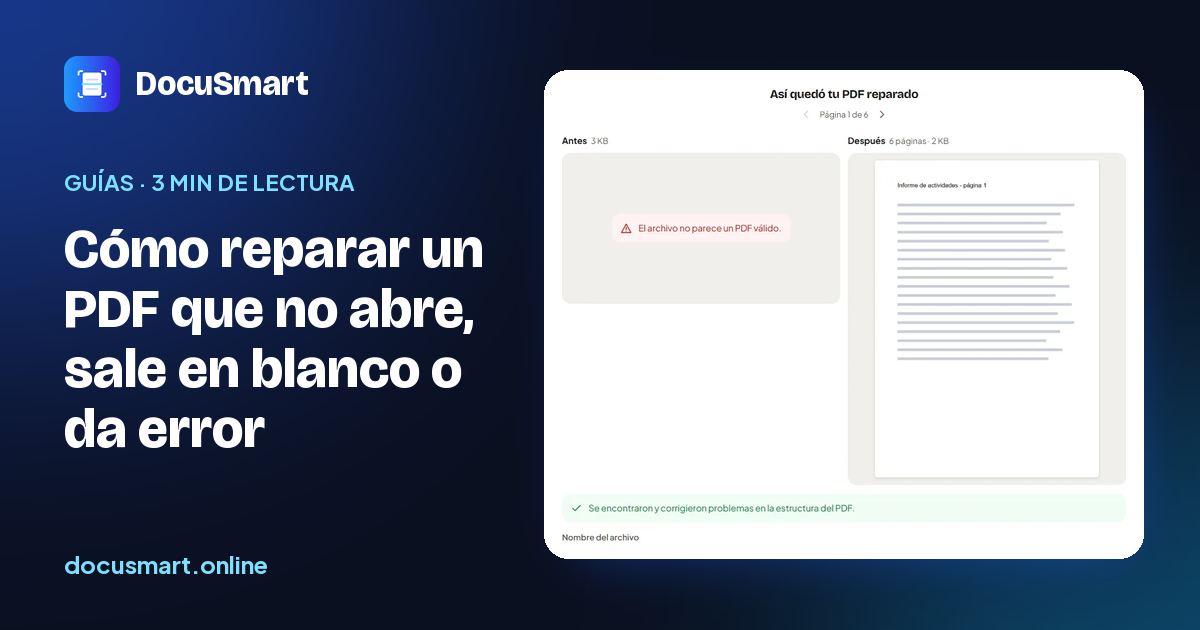 DocuSmart
GUÍAS · 3 MIN DE LECTURA
Cómo reparar un
PDF que no abre,
sale en blanco o
da error
docusmart.online
Así quedó tu PDF reparado
Página 1 de 6
Antes 3 KB
Después 6 páginas · 2 KB
El archivo no parece un PDF válido.
Informe de actividades - página 1
Se encontraron y corrigieron problemas en la estructura del PDF.
Nombre del archivo